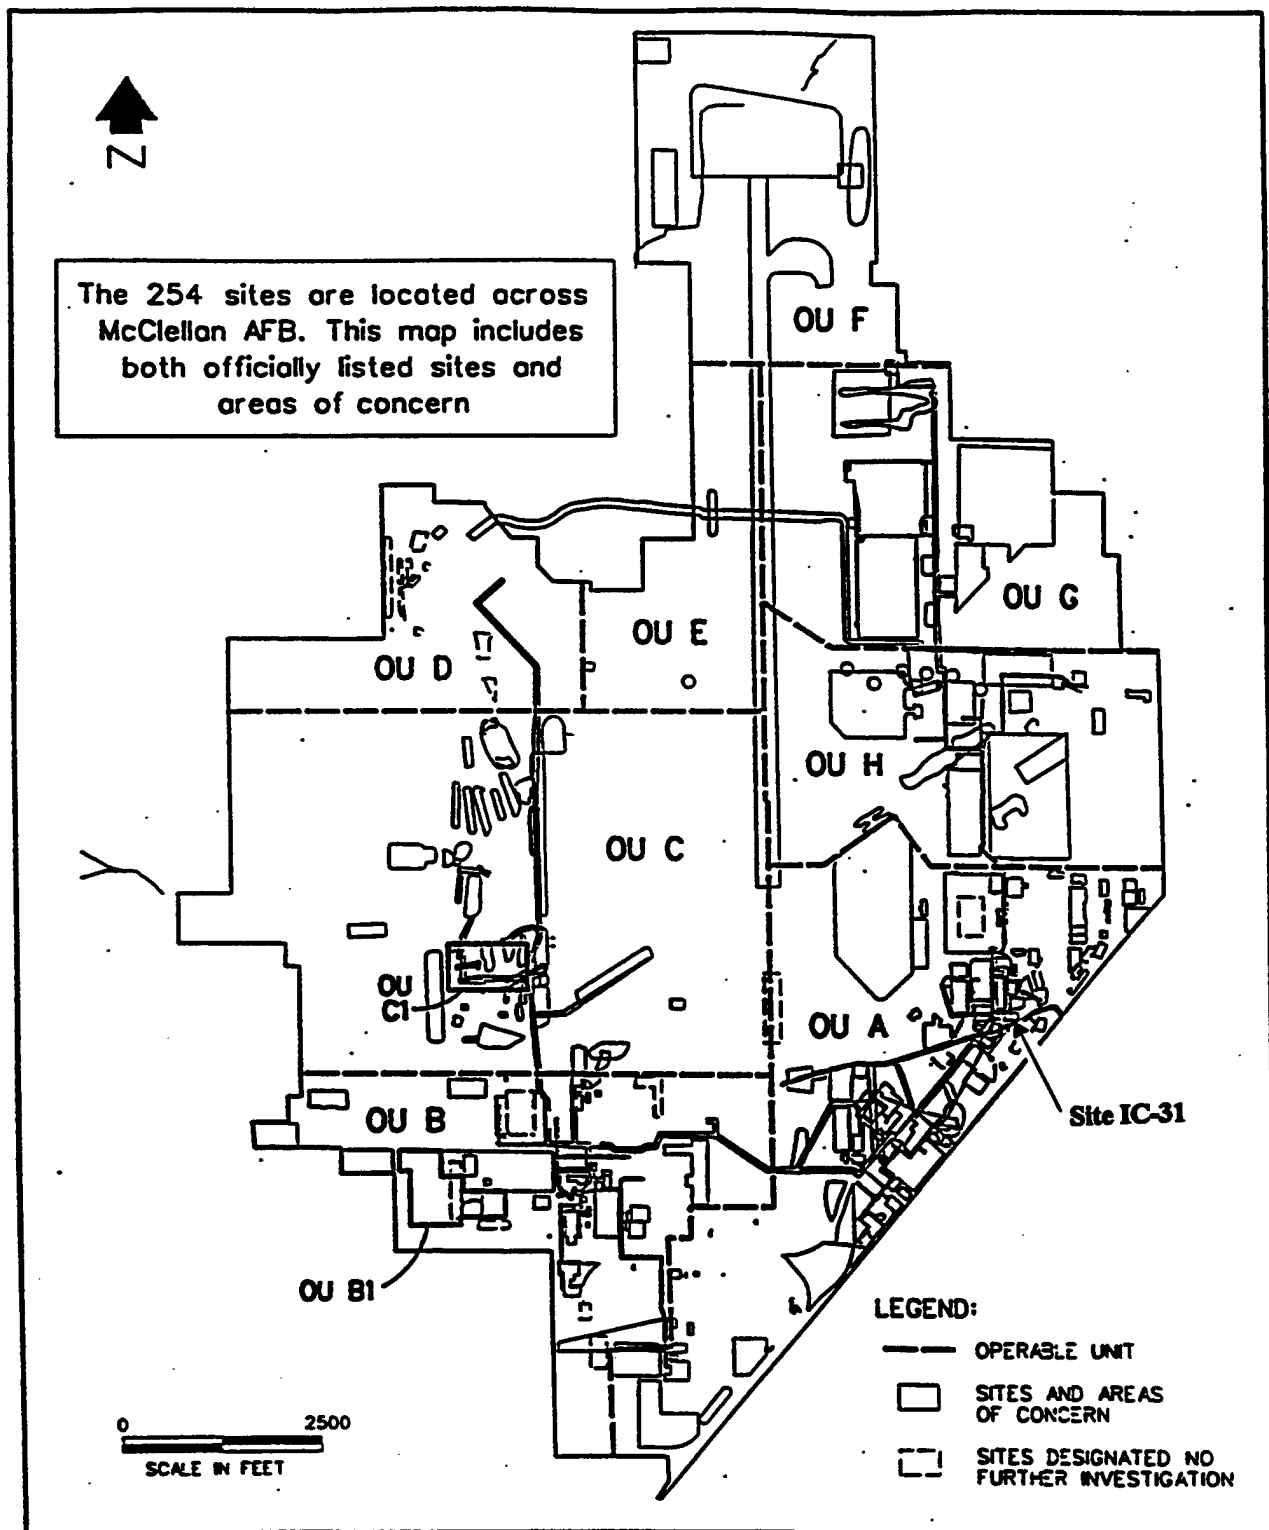 N
The 254 sites are located across
McClellan AFB. This map includes
both officially listed sites and
areas of concern
OU F
OU G
OU E
OU D
OU H
OU C
OU
C1
OU A
Site IC-31
OU B
OU B1
LEGEND:
OPERABLE UNIT
SITES AND AREAS
OF CONCERN
SITES DESIGNATED NO
FURTHER INVESTIGATION
0 2500
SCALE IN FEET